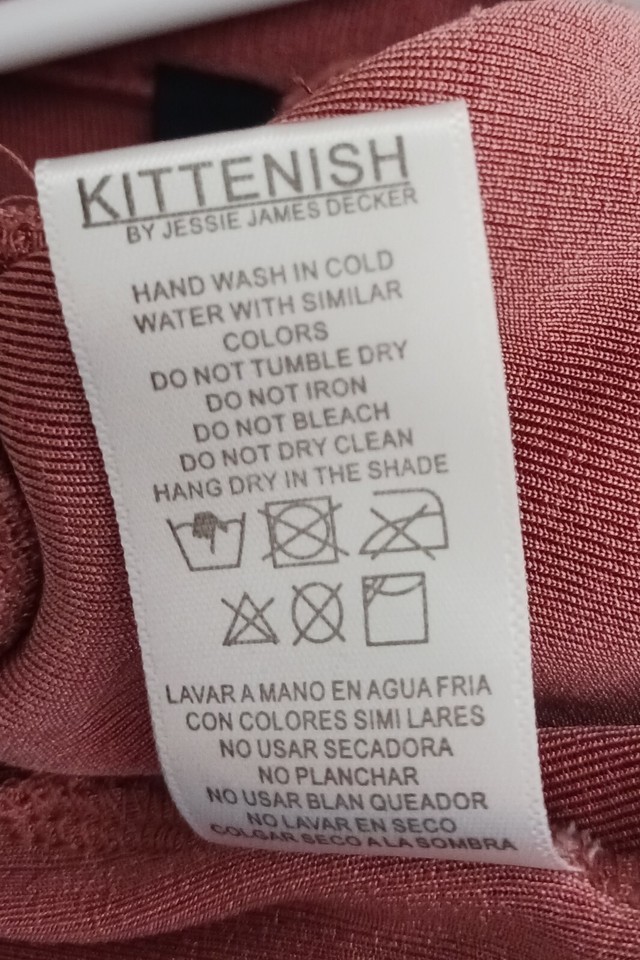 KITTENISH
BY JESSIE JAMES DECKER
HAND WASH IN COLD
WATER WITH SIMILAR
COLORS
DO NOT TUMBLE DRY
DO NOT IRON
DO NOT BLEACH
DO NOT DRY CLEAN
HANG DRY IN THE SHADE
LAVAR A MANO EN AGUA FRIA
CON COLORES SIMI LARES
NO USAR SECADORA
NO PLANCHAR
NO USAR BLAN QUEADOR
NO LAVAR EN SECO
COLGAR SECO A LA SOMBRA